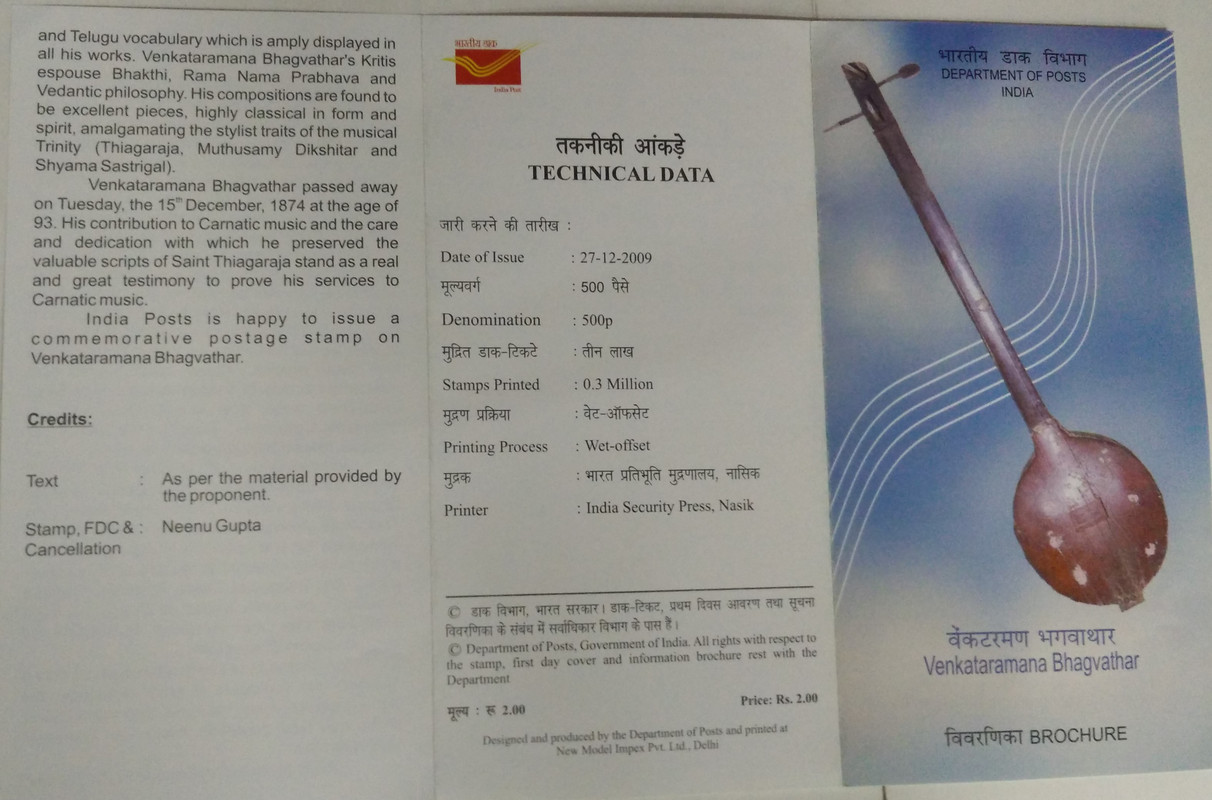 and Telugu vocabulary which is amply displayed in
all his works. Venkataramana Bhagvathar's Kritis
espouse Bhakthi, Rama Nama Prabhava and
Vedantic philosophy. His compositions are found to
be excellent pieces, highly classical in form and
spirit, amalgamating the stylist traits of the musical
Trinity (Thiagaraja, Muthusamy Dikshitar and
Shyama Sastrigal).
Venkataramana Bhagvathar passed away
on Tuesday, the 15th December, 1874 at the age of
93. His contribution to Carnatic music and the care
and dedication with which he preserved the
valuable scripts of Saint Thiagaraja stand as a real
and great testimony to prove his services to
Carnatic music.
India Posts is happy to issue a
commemorative postage stamp on
Venkataramana Bhagvathar.
Credits:
Text : As per the material provided by
the proponent.
Stamp, FDC & : Neenu Gupta
Cancellation
भारतीय डाक
India Post
तकनीकी आंकड़े
TECHNICAL DATA
जारी करने की तारीख :
Date of Issue : 27-12-2009
मूल्यवर्ग : 500 पैसे
Denomination : 500p
मुद्रित डाक-टिकटे : तीन लाख
Stamps Printed : 0.3 Million
मुद्रण प्रक्रिया : वेट-ऑफसेट
Printing Process : Wet-offset
मुद्रक : भारत प्रतिभूति मुद्रणालय, नासिक
Printer : India Security Press, Nasik
© डाक विभाग, भारत सरकार। डाक-टिकट, प्रथम दिवस आवरण तथा सूचना
विवरणिका के संबंध में सर्वाधिकार विभाग के पास है।
© Department of Posts, Government of India. All rights with respect to
the stamp, first day cover and information brochure rest with the
Department
मूल्य : रू 2.00 Price: Rs. 2.00
Designed and produced by the Department of Posts and printed at
New Model Impex Pvt. Ltd., Delhi
भारतीय डाक विभाग
DEPARTMENT OF POSTS
INDIA
वेंकटरमण भगवाथार
Venkataramana Bhagvathar
विवरणिका BROCHURE